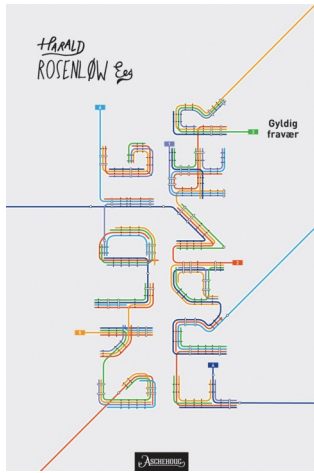 HARALD
ROSENLØW Eeg
Gyldig
fravær
GYLDIG
FRAVÆR
ASCHEHOUG